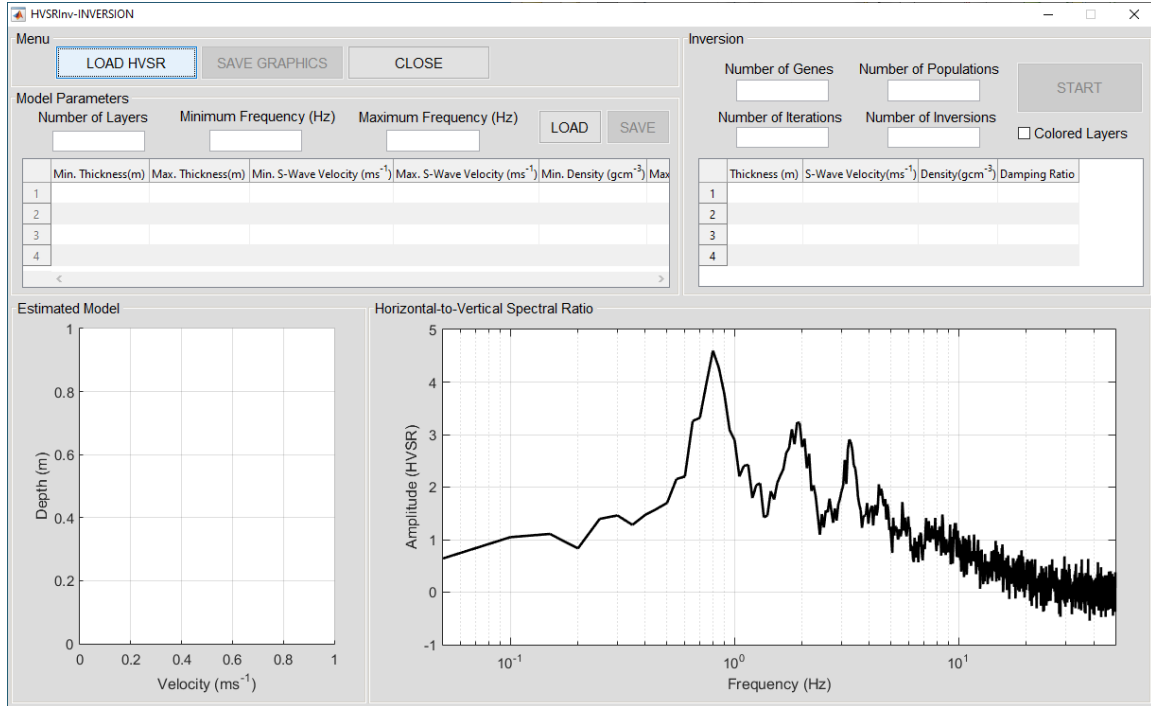 HVSRInv-INVERSION
Menu
LOAD HVSR SAVE GRAPHICS CLOSE
Model Parameters
Number of Layers Minimum Frequency (Hz) Maximum Frequency (Hz)
LOAD SAVE
Min. Thickness(m) Max. Thickness(m) Min. S-Wave Velocity (ms-1) Max. S-Wave Velocity (ms-1) Min. Density (gcm-3) Max
1
2
3
4
Inversion
Number of Genes Number of Populations
START
Number of Iterations Number of Inversions
Colored Layers
Thickness (m) S-Wave Velocity(ms-1) Density(gcm-3) Damping Ratio
1
2
3
4
Estimated Model
1
0.8
0.6
0.4
0.2
0
Depth (m)
0 0.2 0.4 0.6 0.8 1
Velocity (ms-1)
Horizontal-to-Vertical Spectral Ratio
5
4
3
2
1
0
-1
Amplitude (HVSR)
10-1 100 101
Frequency (Hz)